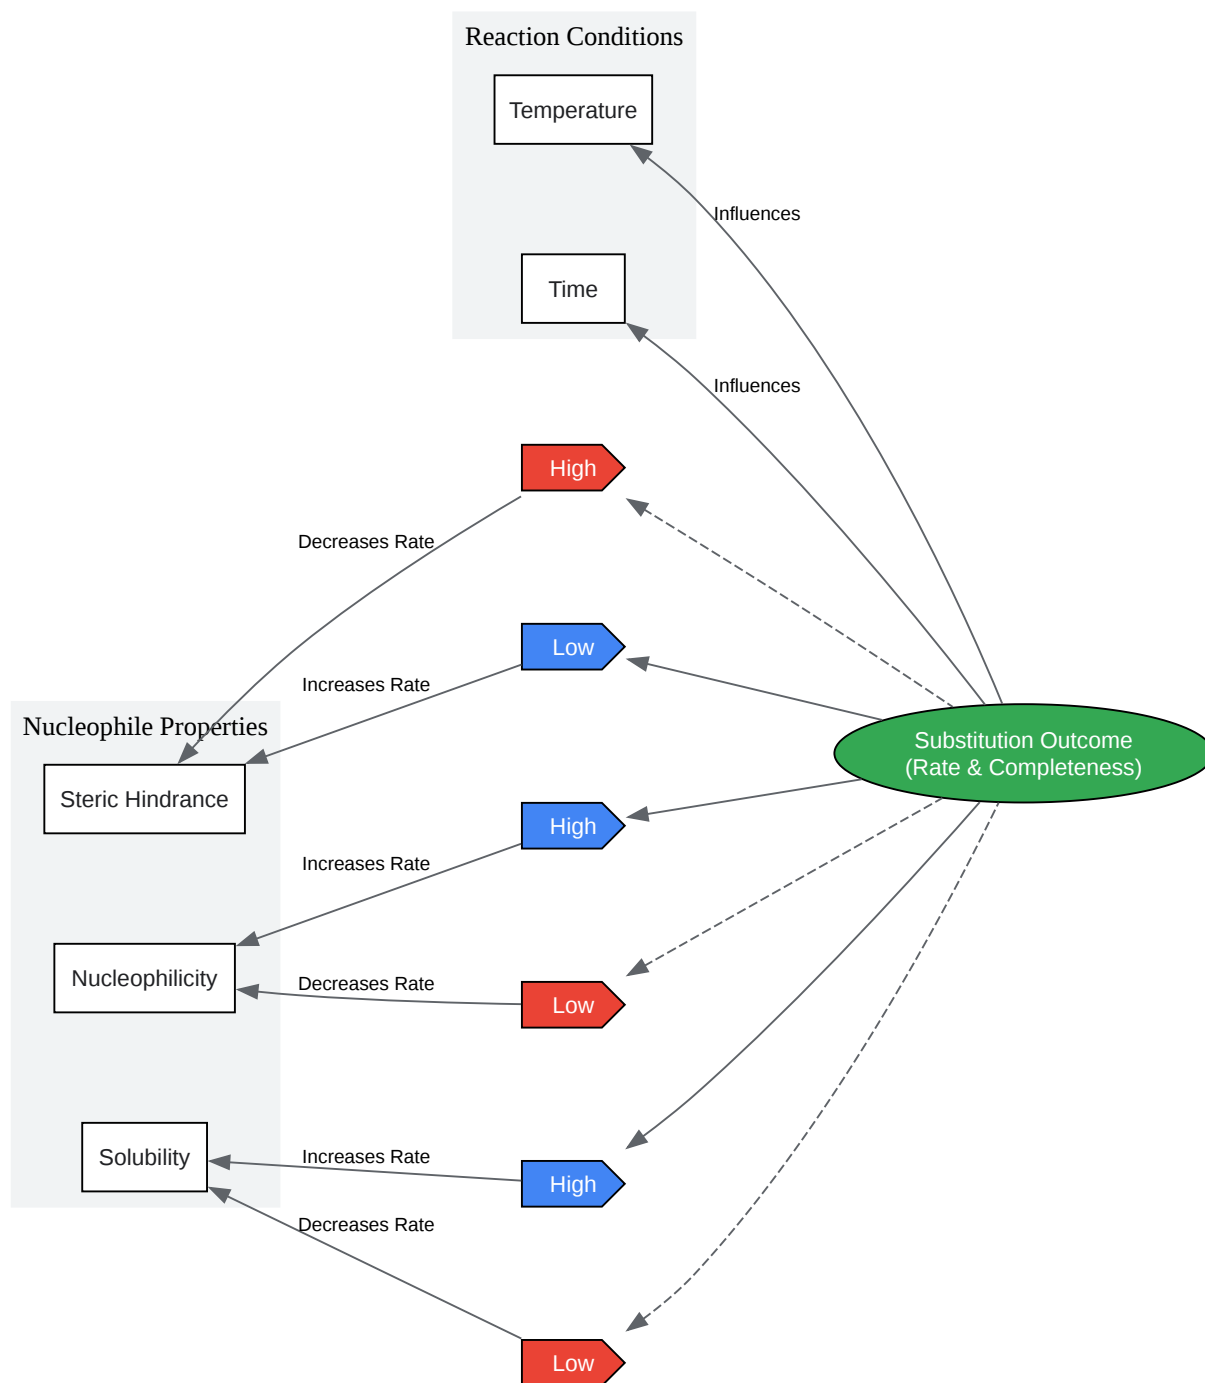 Reaction Conditions
Temperature
Influences
Time
Influences
High
Decreases Rate
Low
Increases Rate
Nucleophile Properties
Steric Hindrance
Substitution Outcome
(Rate & Completeness)
High
Increases Rate
Nucleophilicity
Decreases Rate
Low
Solubility
Increases Rate
High
Decreases Rate
Low